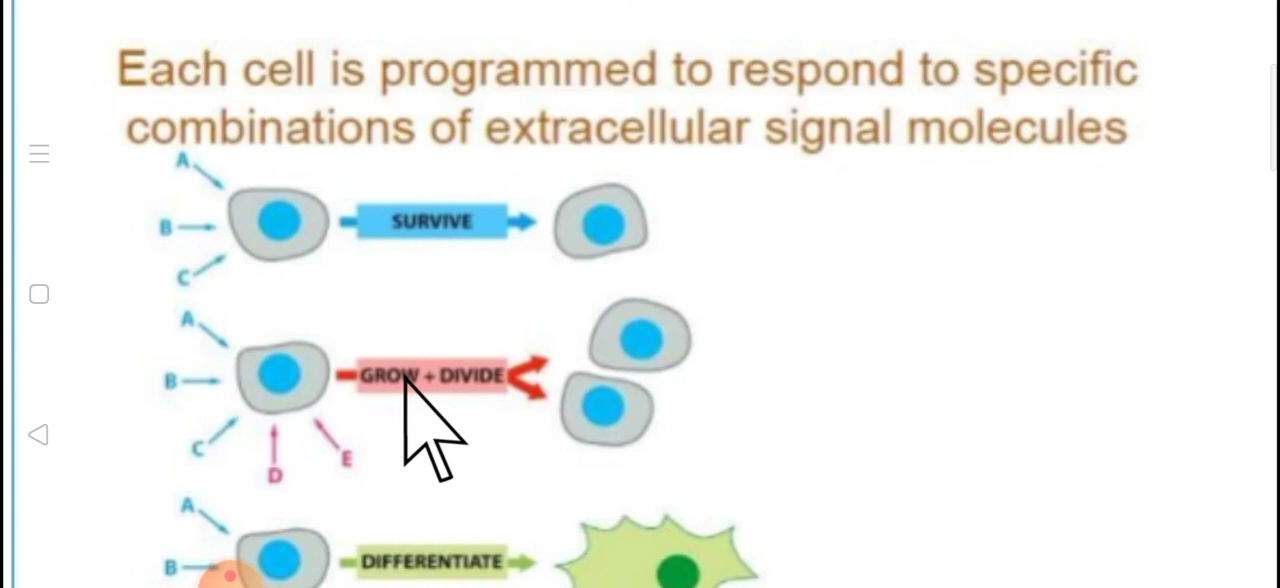 Each cell is programmed to respond to specific
combinations of extracellular signal molecules
A
B
C
SURVIVE
A
B
C
D
E
GROW + DIVIDE
A
B
DIFFERENTIATE